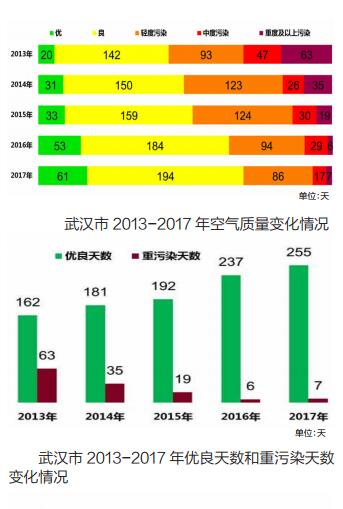 优 良 轻度污染 中度污染 重度及以上污染
2013年 20 142 93 47 63
2014年 31 150 123 26 35
2015年 33 159 124 30 19
2016年 53 184 94 29 6
2017年 61 194 86 17 7
单位:天
武汉市 2013-2017 年空气质量变化情况
优良天数 重污染天数
162 63 181 35 192 19 237 6 255 7
2013年 2014年 2015年 2016年 2017年
单位:天
武汉市 2013-2017 年优良天数和重污染天数
变化情况